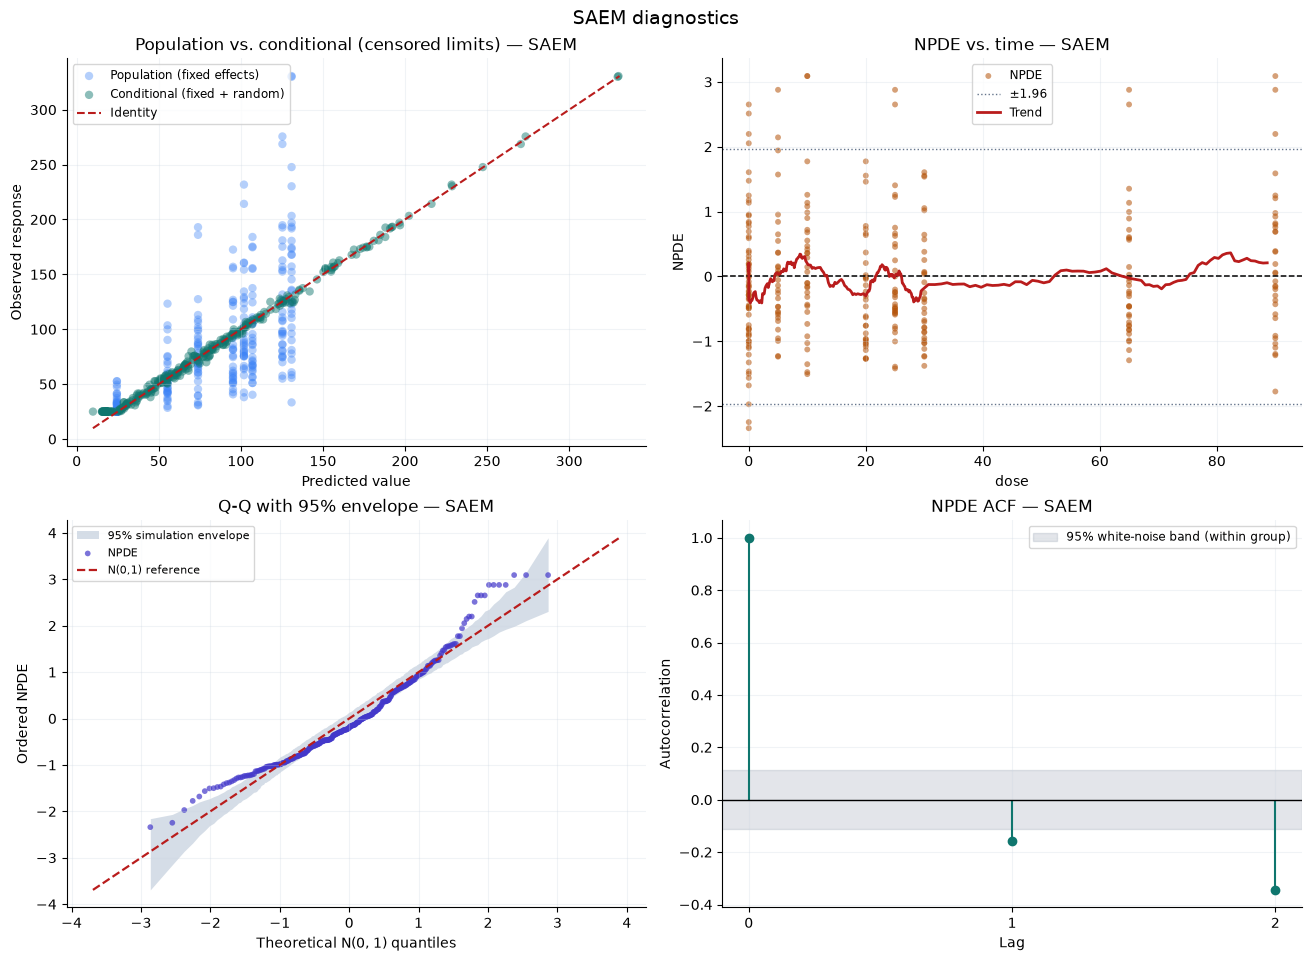 SAEM diagnostics
Population vs. conditional (censored limits) — SAEM
Population (fixed effects)
Conditional (fixed + random)
Identity
Observed response
300
250
200
150
100
50
0
0 50 100 150 200 250 300
Predicted value
NPDE vs. time — SAEM
NPDE
±1.96
Trend
NPDE
3
2
1
0
−1
−2
0 20 40 60 80
dose
Q-Q with 95% envelope — SAEM
95% simulation envelope
NPDE
N(0,1) reference
Ordered NPDE
4
3
2
1
0
−1
−2
−3
−4
−4 −3 −2 −1 0 1 2 3 4
Theoretical N(0, 1) quantiles
NPDE ACF — SAEM
95% white-noise band (within group)
Autocorrelation
1.0
0.8
0.6
0.4
0.2
0.0
−0.2
−0.4
0 1 2
Lag